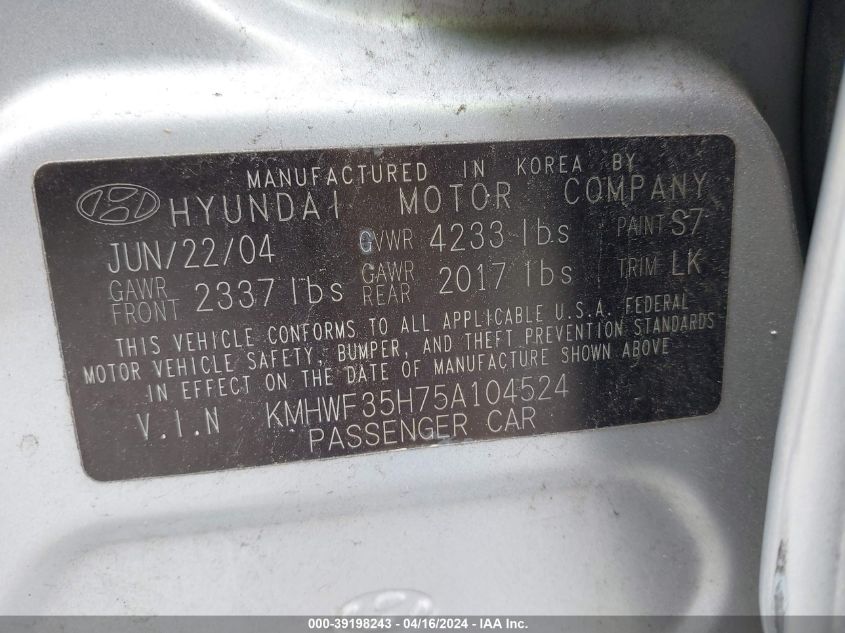 MANUFACTURED IN KOREA BY
HYUNDAI MOTOR COMPANY
JUN/22/04 GVWR 4233 lbs PAINT S7
GAWR FRONT 2337 lbs GAWR REAR 2017 lbs TRIM LK
THIS VEHICLE CONFORMS TO ALL APPLICABLE U.S.A. FEDERAL
MOTOR VEHICLE SAFETY, BUMPER, AND THEFT PREVENTION STANDARDS
IN EFFECT ON THE DATE OF MANUFACTURE SHOWN ABOVE
V.I.N KMHWF35H75A104524
PASSENGER CAR
000-39198243 - 04/16/2024 - IAA Inc.